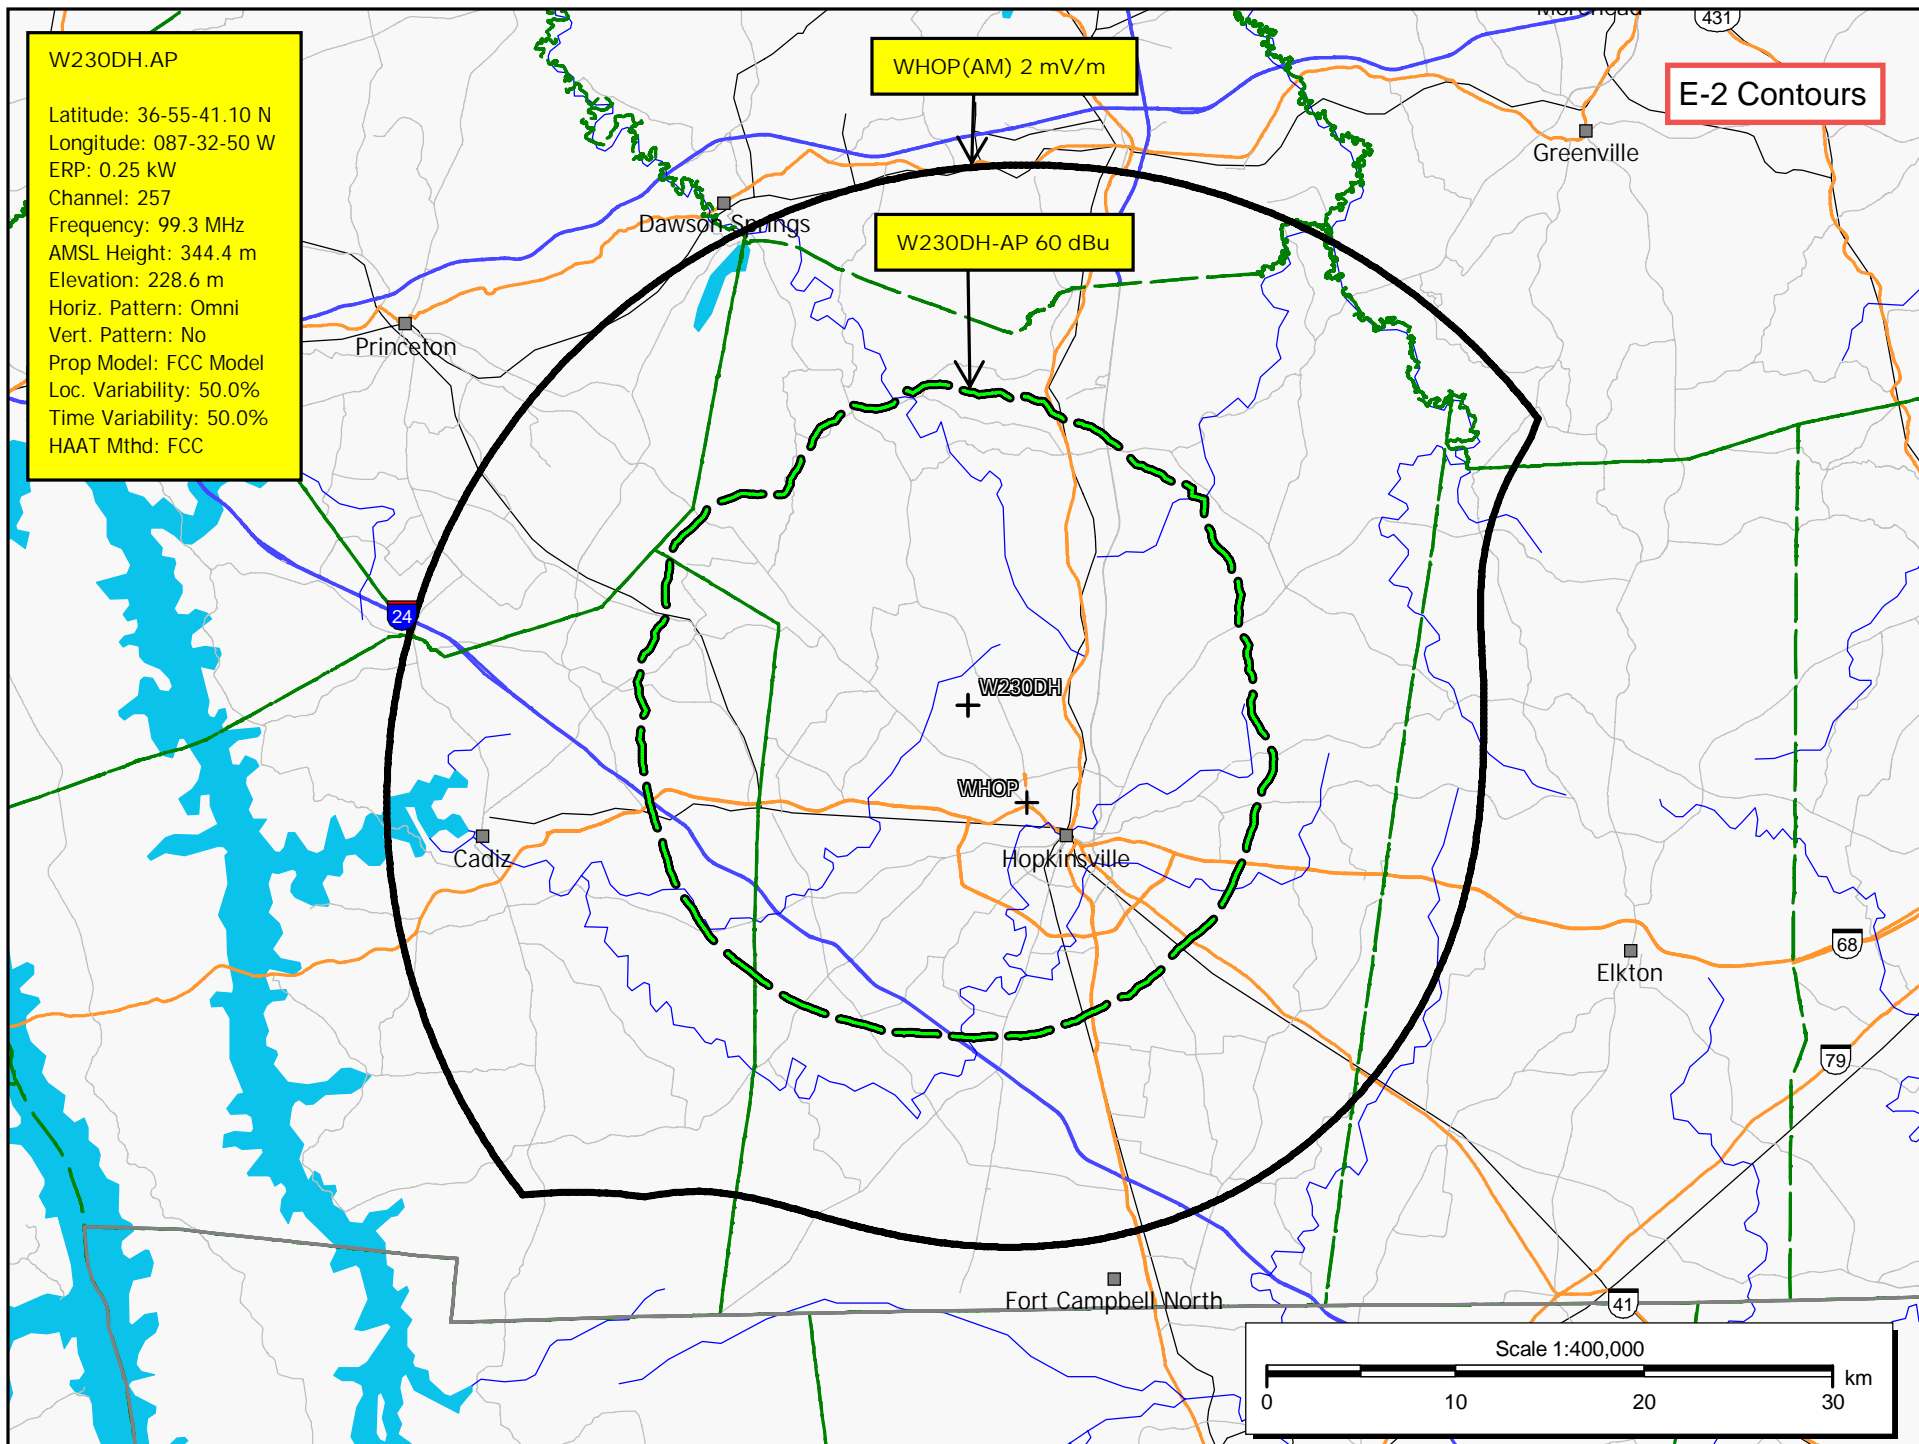 W230DH.AP
Latitude: 36-55-41.10 N
Longitude: 087-32-50 W
ERP: 0.25 kW
Channel: 257
Frequency: 99.3 MHz
AMSL Height: 344.4 m
Elevation: 228.6 m
Horiz. Pattern: Omni
Vert. Pattern: No
Prop Model: FCC Model
Loc. Variability: 50.0%
Time Variability: 50.0%
HAAT Mthd: FCC
WHOP(AM) 2 mV/m
W230DH-AP 60 dBu
E-2 Contours
431
Greenville
Dawson Springs
Princeton
24
W230DH
WHOP
Hopkinsville
Cadiz
68
Elkton
79
Fort Campbell North
41
Scale 1:400,000
km
0 10 20 30